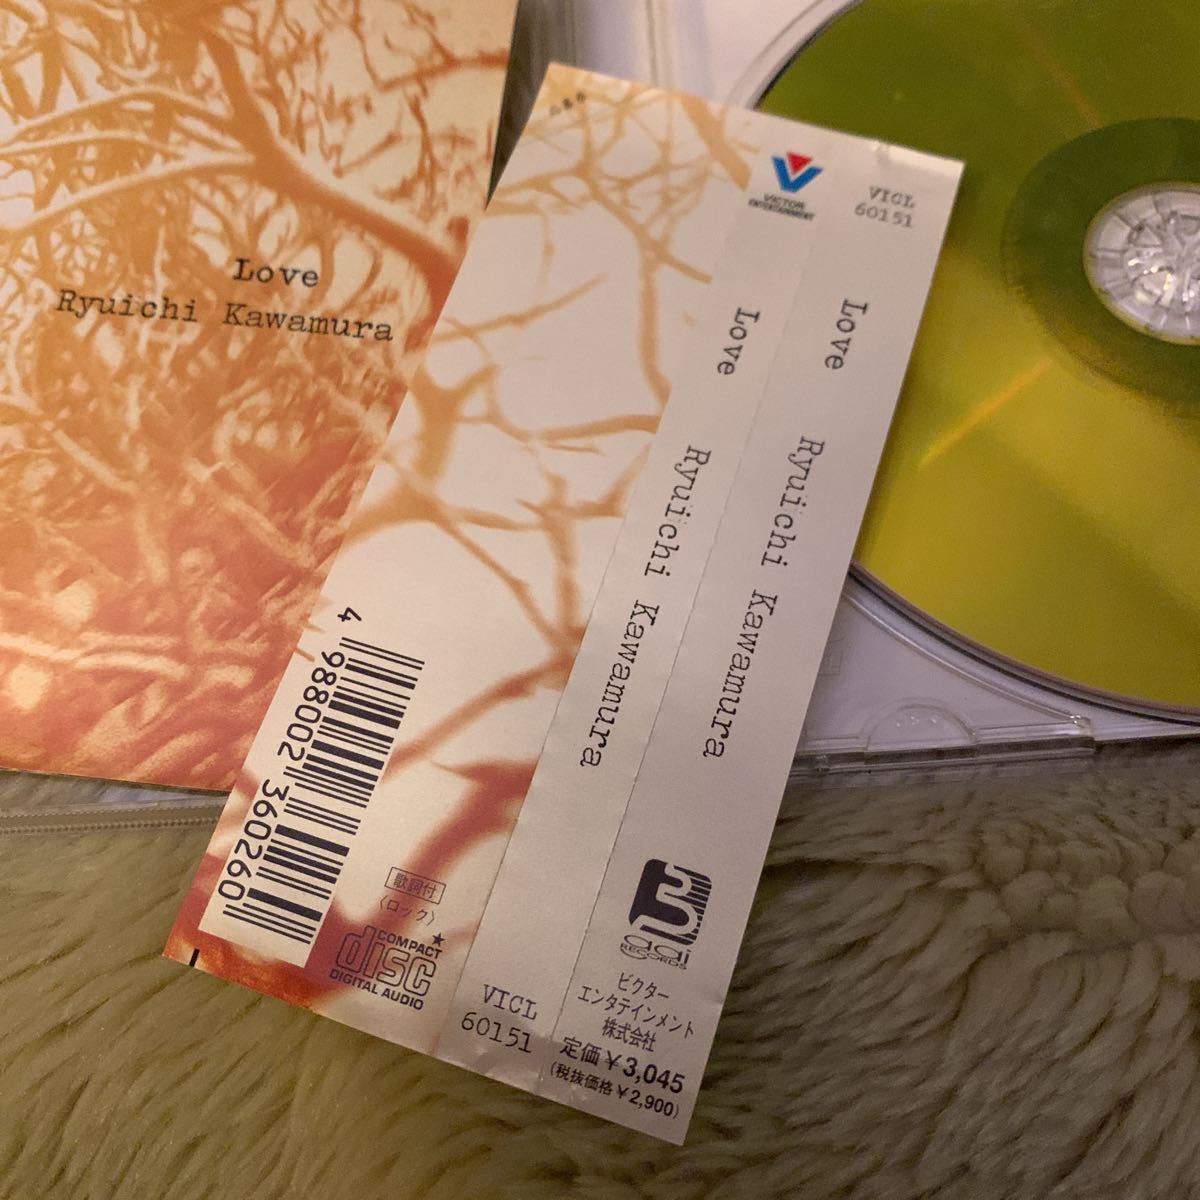 Love
Ryuichi Kawamura
VICTOR
ENTERTAINMENT
VICL
60151
Love Ryuichi Kawamura
Love Ryuichi Kawamura
4 988002 360260
歌詞付
〈ロック〉
COMPACT
disc
DIGITAL AUDIO
VICL
60151
RECORDS
ビクター
エンタテインメント
株式会社
定価¥3,045
(税抜価格¥2,900)